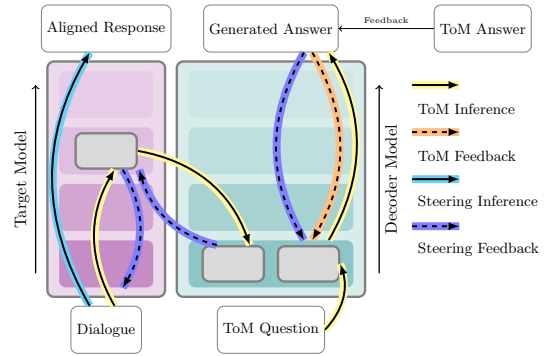 Aligned Response
Generated Answer
Feedback
ToM Answer
Target Model
Decoder Model
ToM Inference
ToM Feedback
Steering Inference
Steering Feedback
Dialogue
ToM Question